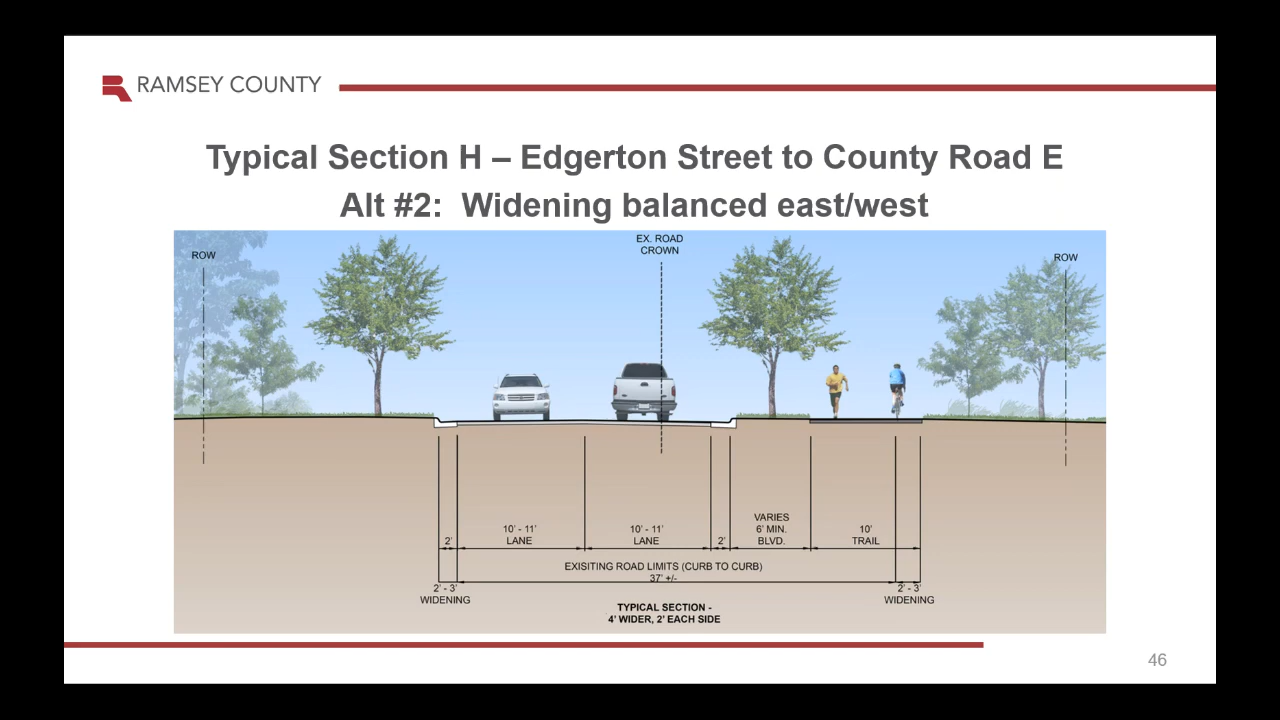 RAMSEY COUNTY
Typical Section H – Edgerton Street to County Road E
Alt #2: Widening balanced east/west
ROW
EX. ROAD
CROWN
ROW
2'
10' - 11'
LANE
10' - 11'
LANE
2'
VARIES
6' MIN.
BLVD.
10'
TRAIL
EXISITING ROAD LIMITS (CURB TO CURB)
37' +/-
2' - 3'
WIDENING
2' - 3'
WIDENING
TYPICAL SECTION -
4' WIDER, 2' EACH SIDE
46